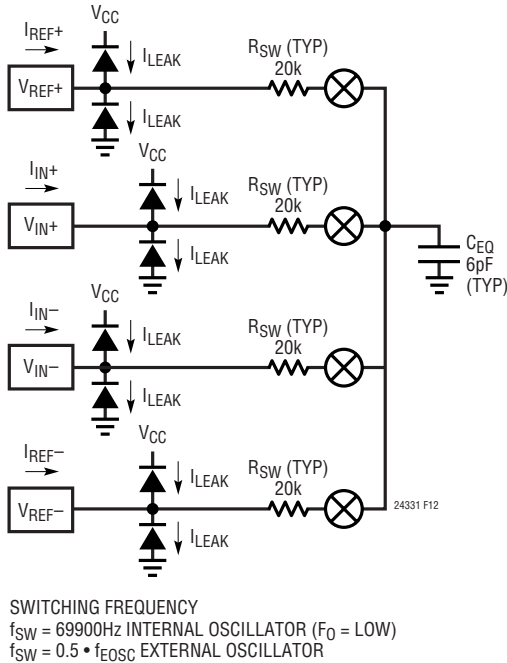 VCC
IREF+
ILEAK
RSW (TYP)
20k
VREF+
ILEAK
VCC
IIN+
ILEAK
RSW (TYP)
20k
VIN+
ILEAK
CEQ
6pF
(TYP)
VCC
IIN–
ILEAK
RSW (TYP)
20k
VIN–
ILEAK
VCC
IREF–
ILEAK
RSW (TYP)
20k
VREF–
24331 F12
ILEAK
SWITCHING FREQUENCY
fSW = 69900Hz INTERNAL OSCILLATOR (FO = LOW)
fSW = 0.5 • fEOSC EXTERNAL OSCILLATOR